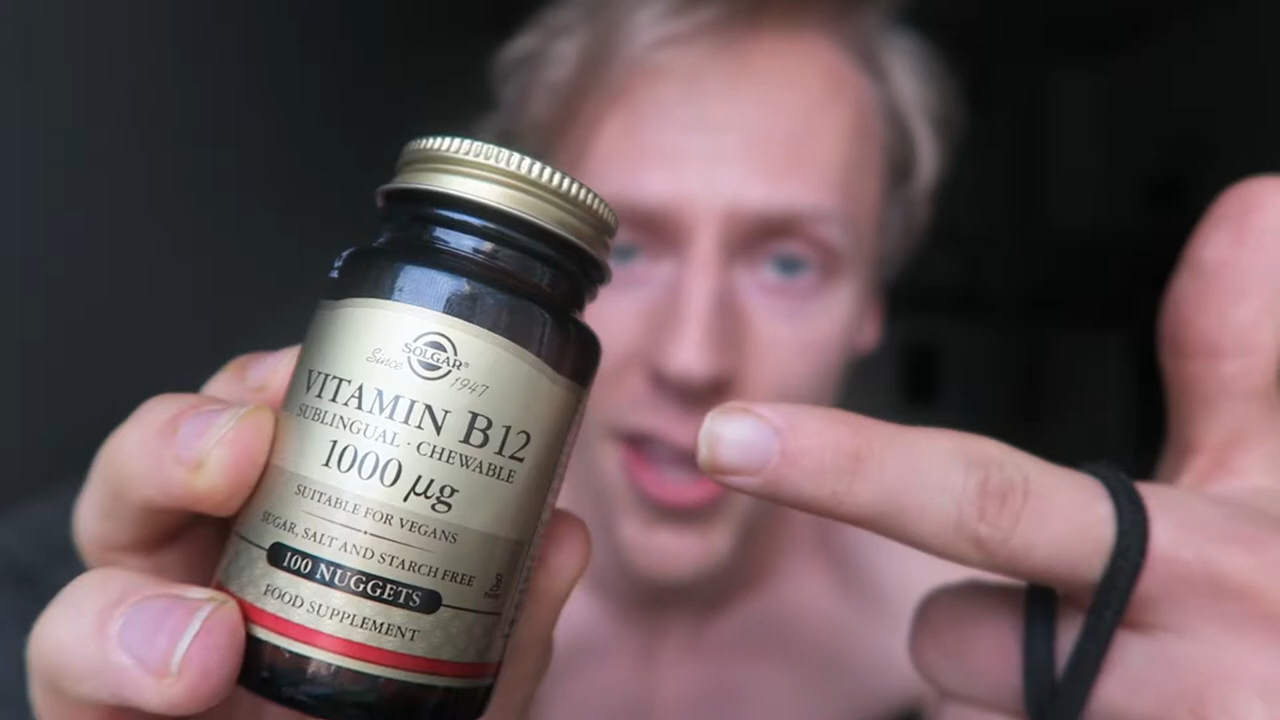 SOLGAR®
Since 1947
VITAMIN B12
SUBLINGUAL · CHEWABLE
1000 µg
SUITABLE FOR VEGANS
SUGAR, SALT AND STARCH FREE
100 NUGGETS
FOOD SUPPLEMENT